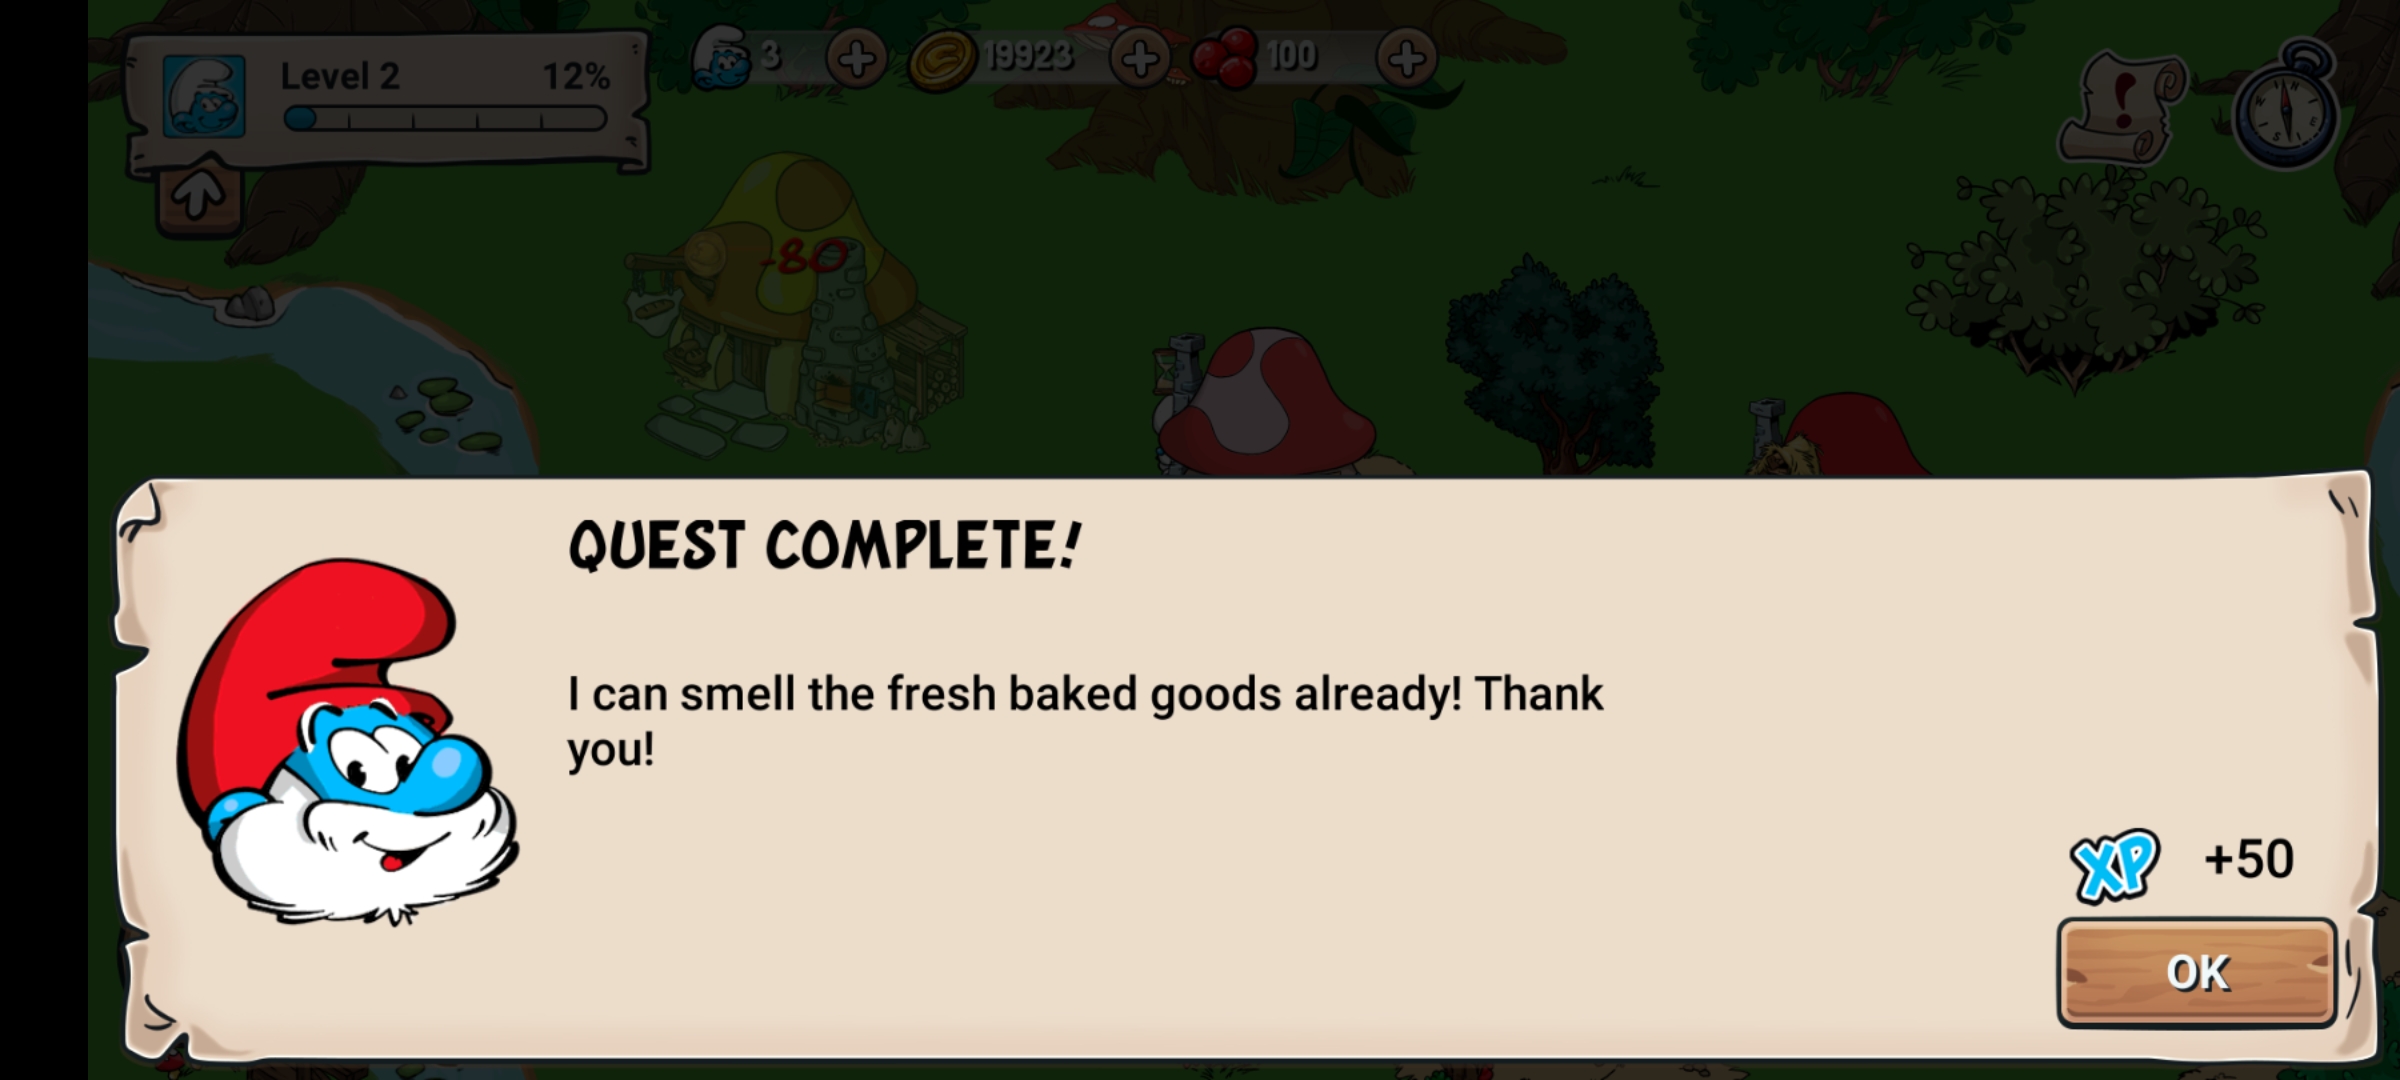 Level 2 12%
3 19923 100
-80
QUEST COMPLETE!
I can smell the fresh baked goods already! Thank
you!
XP +50
OK